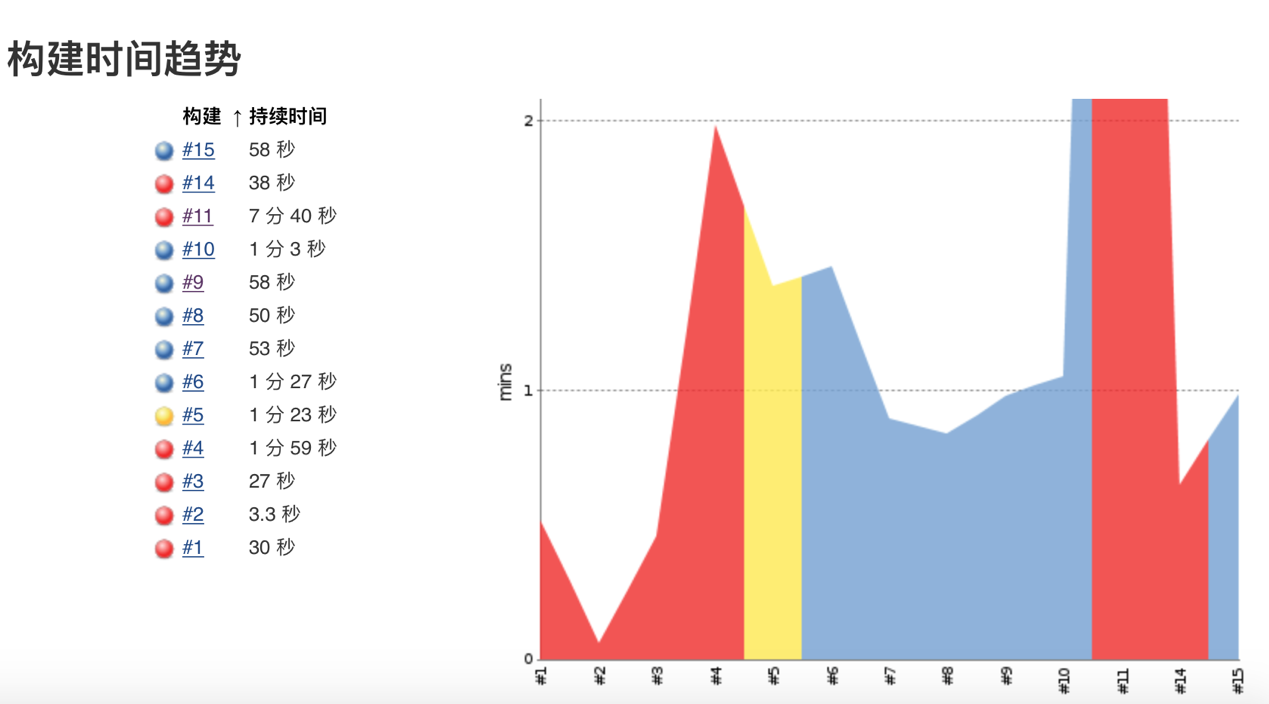 构建时间趋势
构建 ↑ 持续时间
#15 58 秒
#14 38 秒
#11 7 分 40 秒
#10 1 分 3 秒
#9 58 秒
#8 50 秒
#7 53 秒
#6 1 分 27 秒
#5 1 分 23 秒
#4 1 分 59 秒
#3 27 秒
#2 3.3 秒
#1 30 秒
mins
2
1
0
#1 #2 #3 #4 #5 #6 #7 #8 #9 #10 #11 #14 #15